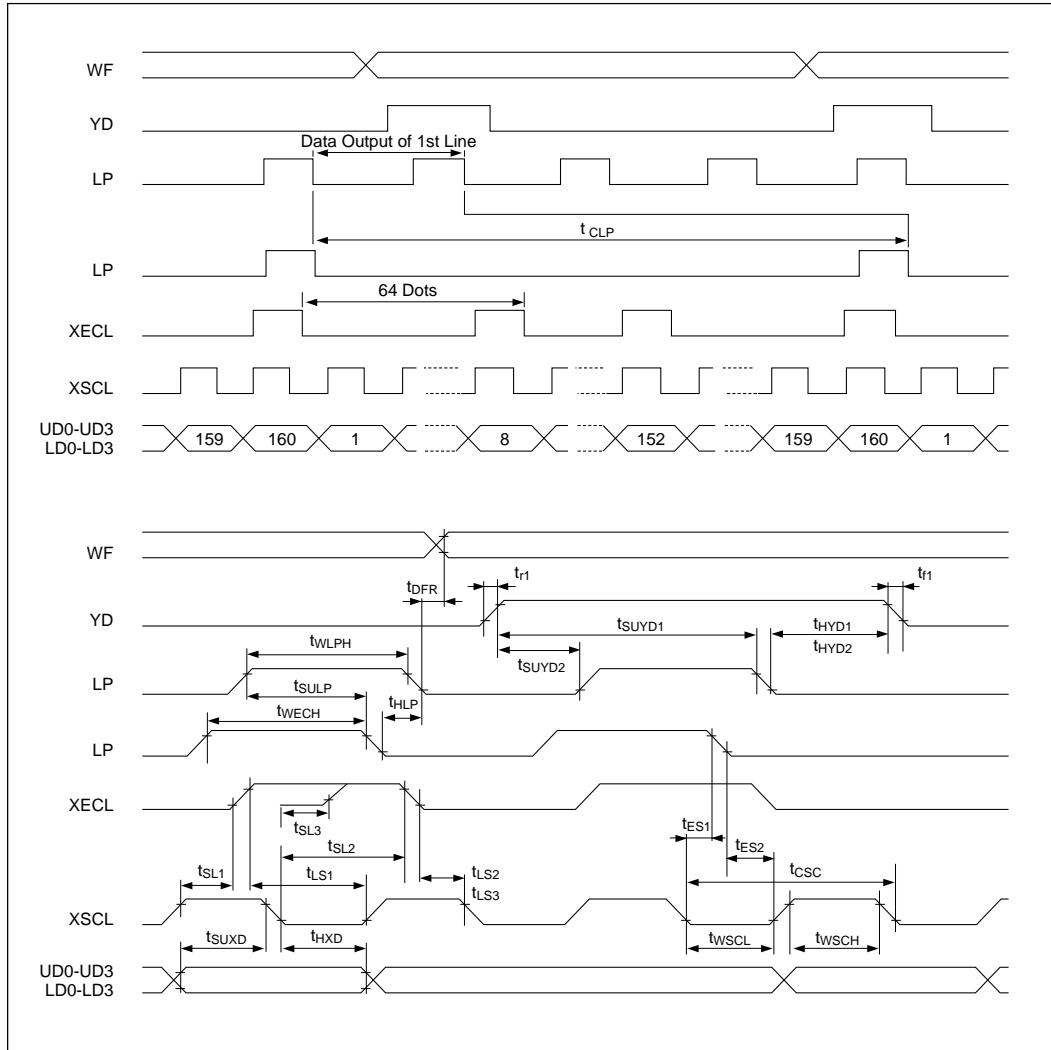 WF
YD
Data Output of 1st Line
LP
t CLP
LP
64 Dots
XECL
XSCL
UD0-UD3
LD0-LD3
159 160 1 8 152 159 160 1
WF
tDFR
tr1
tf1
YD
tWLPH
tSUYD1
tHYD1
tSUYD2
tHYD2
LP
tSULP
tHLP
tWECH
LP
XECL
tSL3
tES1
tSL2
tES2
tSL1
tLS1
tLS2
tCSC
tLS3
XSCL
tSUXD
tHXD
tWSCL
tWSCH
UD0-UD3
LD0-LD3